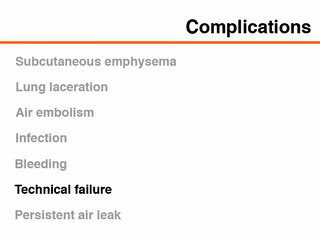 Complications
Subcutaneous emphysema
Lung laceration
Air embolism
Infection
Bleeding
Technical failure
Persistent air leak